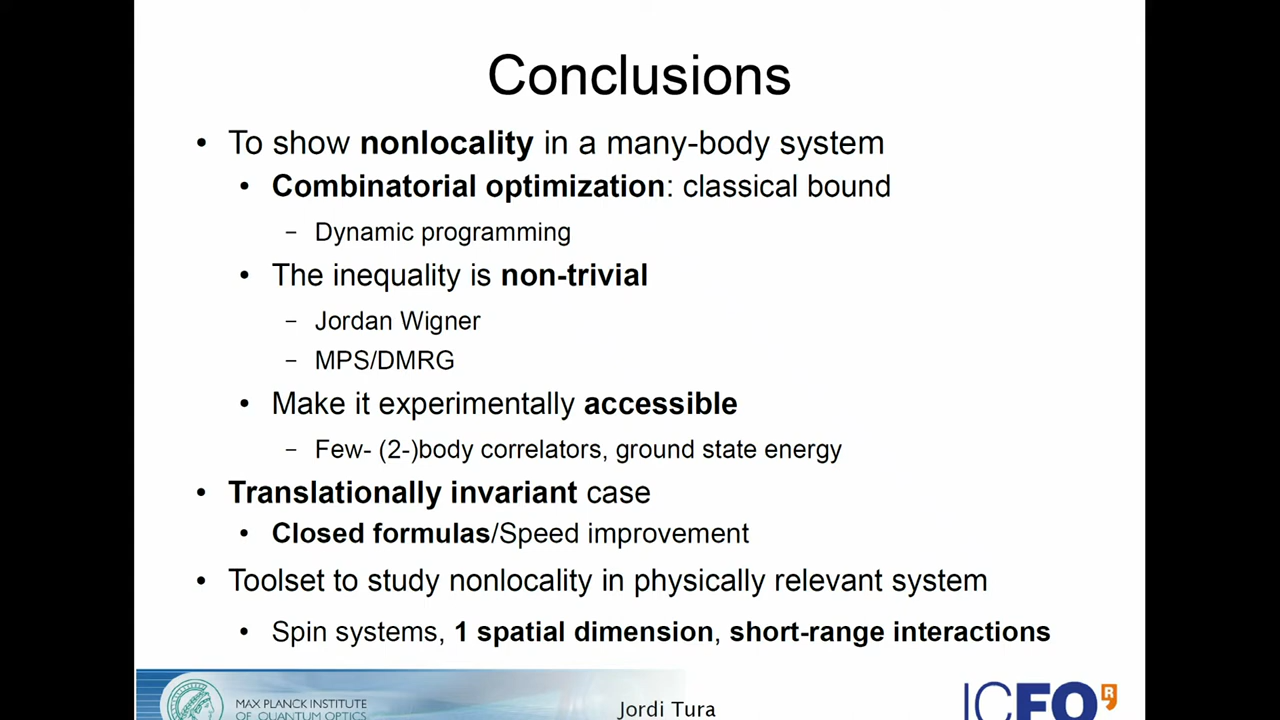 Conclusions
• To show nonlocality in a many-body system
• Combinatorial optimization: classical bound
– Dynamic programming
• The inequality is non-trivial
– Jordan Wigner
– MPS/DMRG
• Make it experimentally accessible
– Few- (2-)body correlators, ground state energy
• Translationally invariant case
• Closed formulas/Speed improvement
• Toolset to study nonlocality in physically relevant system
• Spin systems, 1 spatial dimension, short-range interactions
MAX PLANCK INSTITUTE
OF QUANTUM OPTICS
Jordi Tura
ICFO